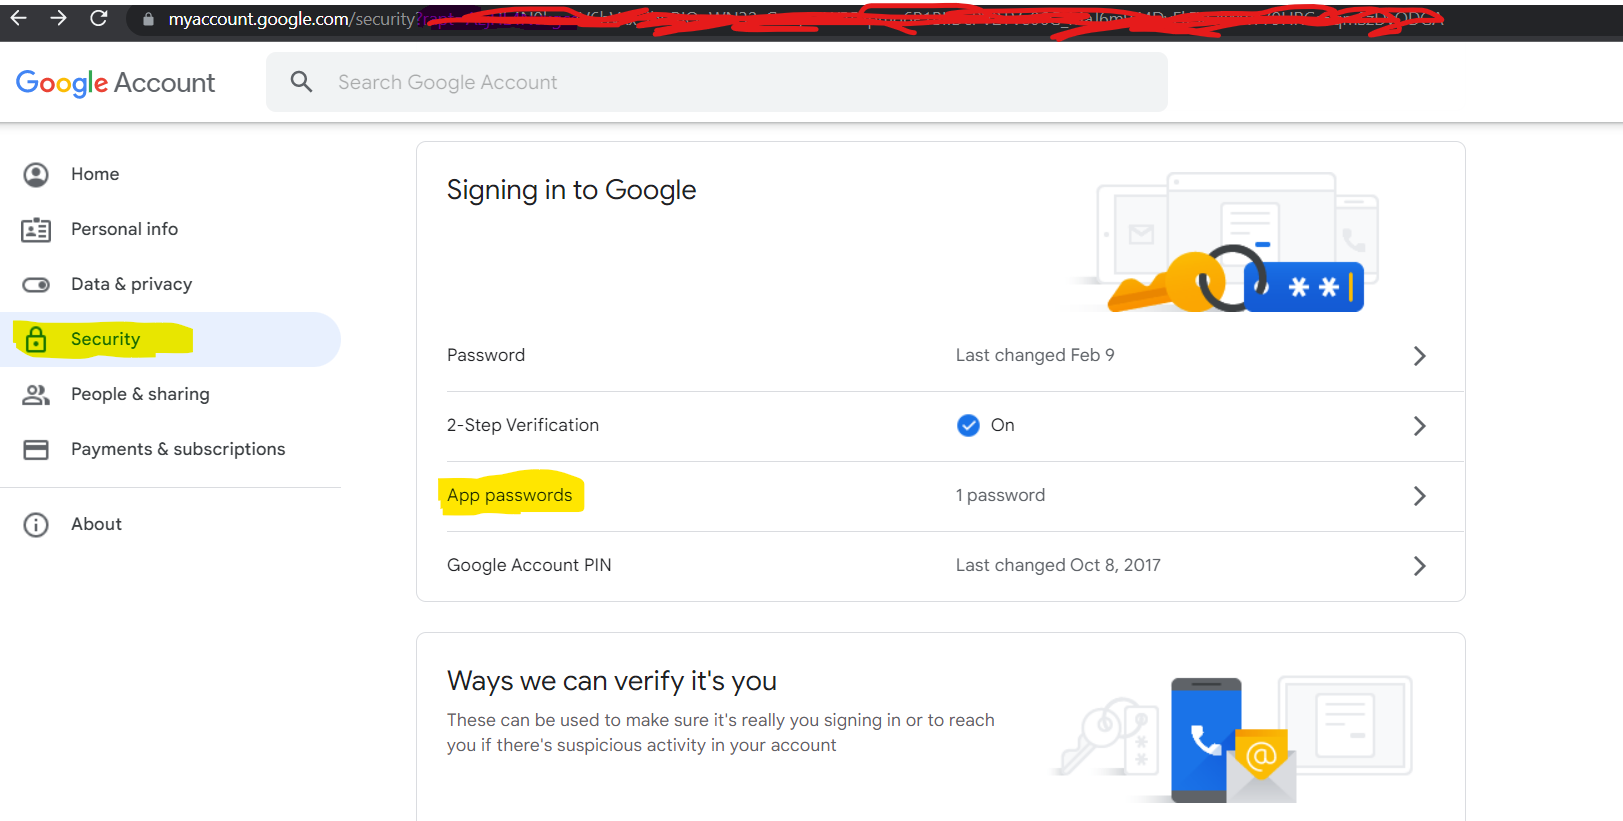 myaccount.google.com/security?
Google Account
Search Google Account
Home
Personal info
Data & privacy
Security
People & sharing
Payments & subscriptions
About
Signing in to Google
Password
Last changed Feb 9
2-Step Verification
On
App passwords
1 password
Google Account PIN
Last changed Oct 8, 2017
Ways we can verify it's you
These can be used to make sure it's really you signing in or to reach
you if there's suspicious activity in your account